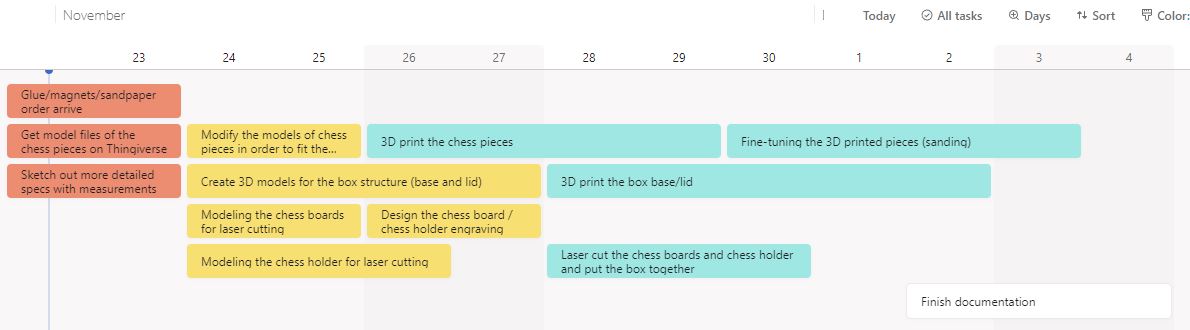 November
Today
All tasks
Days
Sort
Color:
23 24 25 26 27 28 29 30 1 2 3 4
Glue/magnets/sandpaper
order arrive
Get model files of the
chess pieces on Thingiverse
Modify the models of chess
pieces in order to fit the...
3D print the chess pieces
Fine-tuning the 3D printed pieces (sanding)
Sketch out more detailed
specs with measurements
Create 3D models for the box structure (base and lid)
3D print the box base/lid
Modeling the chess boards
for laser cutting
Design the chess board /
chess holder engraving
Modeling the chess holder for laser cutting
Laser cut the chess boards and chess holder
and put the box together
Finish documentation